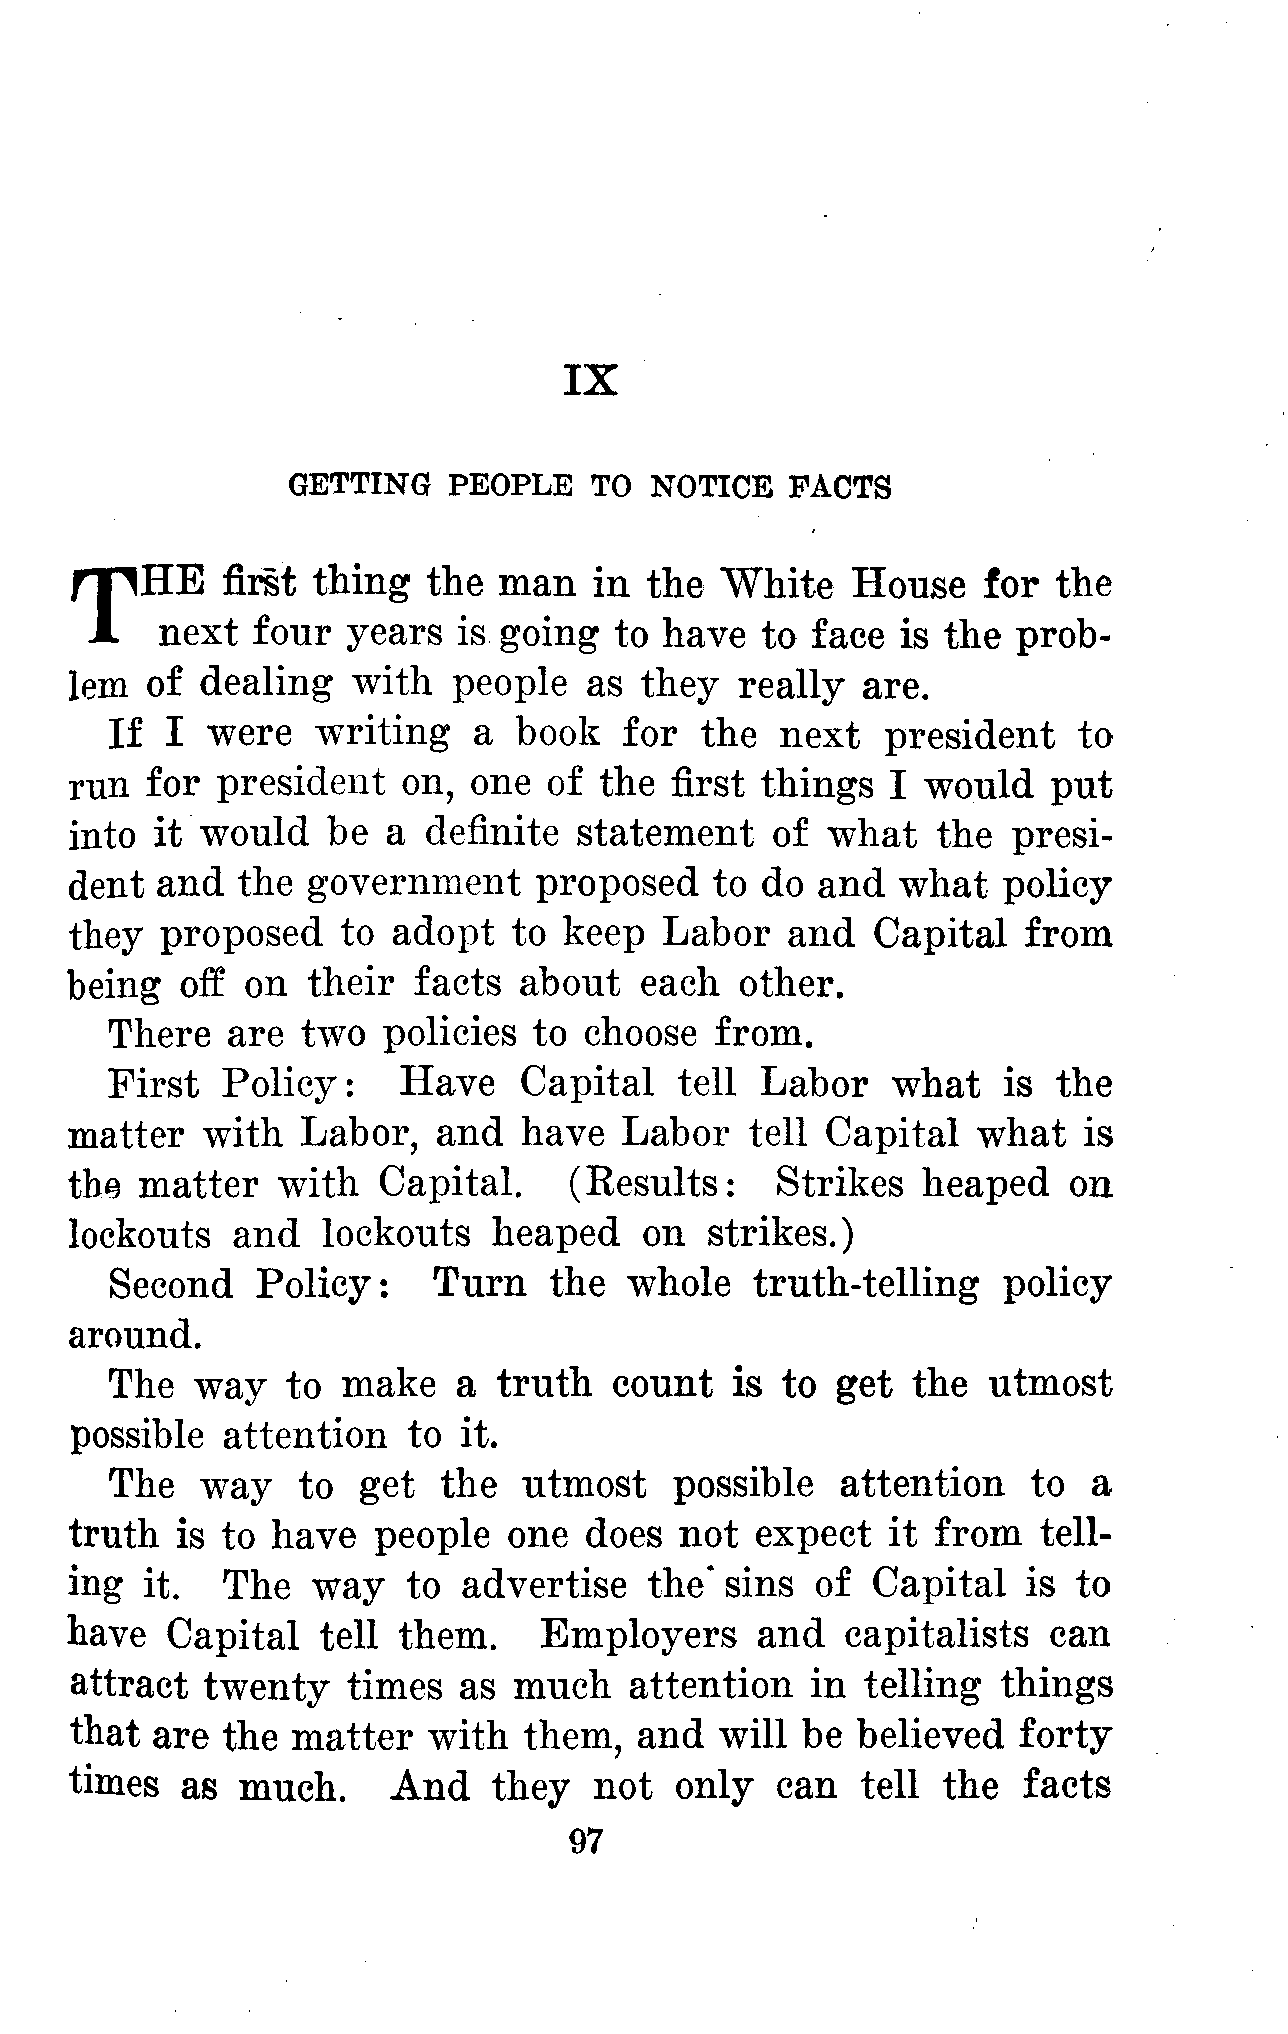 IX
GETTING PEOPLE TO NOTICE FACTS
THE first thing the man in the White House for the
next four years is going to have to face is the prob-
lem of dealing with people as they really are.
If I were writing a book for the next president to
run for president on, one of the first things I would put
into it would be a definite statement of what the presi-
dent and the government proposed to do and what policy
they proposed to adopt to keep Labor and Capital from
being off on their facts about each other.
There are two policies to choose from.
First Policy: Have Capital tell Labor what is the
matter with Labor, and have Labor tell Capital what is
the matter with Capital. (Results: Strikes heaped on
lockouts and lockouts heaped on strikes.)
Second Policy: Turn the whole truth-telling policy
around.
The way to make a truth count is to get the utmost
possible attention to it.
The way to get the utmost possible attention to a
truth is to have people one does not expect it from tell-
ing it. The way to advertise the sins of Capital is to
have Capital tell them. Employers and capitalists can
attract twenty times as much attention in telling things
that are the matter with them, and will be believed forty
times as much. And they not only can tell the facts
97